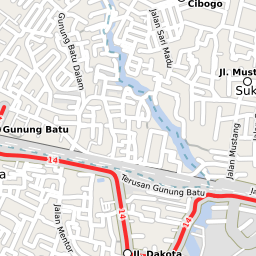 Cibogo
Gunung Batu Dalam
Jalan Sari Madu
Jl. Must
Suk
Gunung Batu
Jalan Mustang
14
a
Terusan Gunung Batu
Ja
14
14
Jalan Mentor
Jl. Dakota